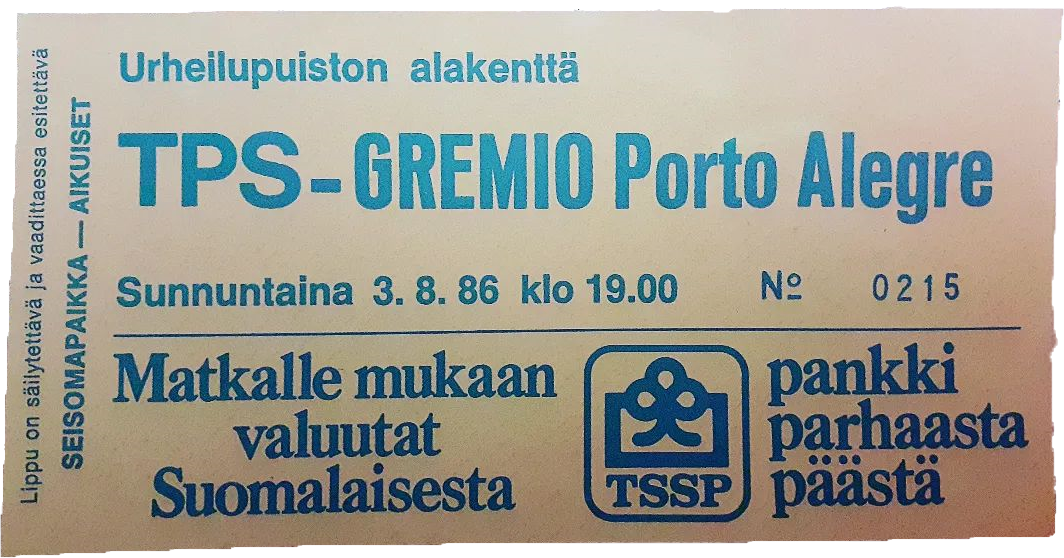 Lippu on säilytettävä ja vaadittaessa esitettävä
SEISOMAPAIKKA — AIKUISET
Urheilupuiston alakenttä
TPS-GREMIO Porto Alegre
Sunnuntaina 3. 8. 86 klo 19.00 Nº 0215
Matkalle mukaan
valuutat
Suomalaisesta
TSSP
pankki
parhaasta
päästä